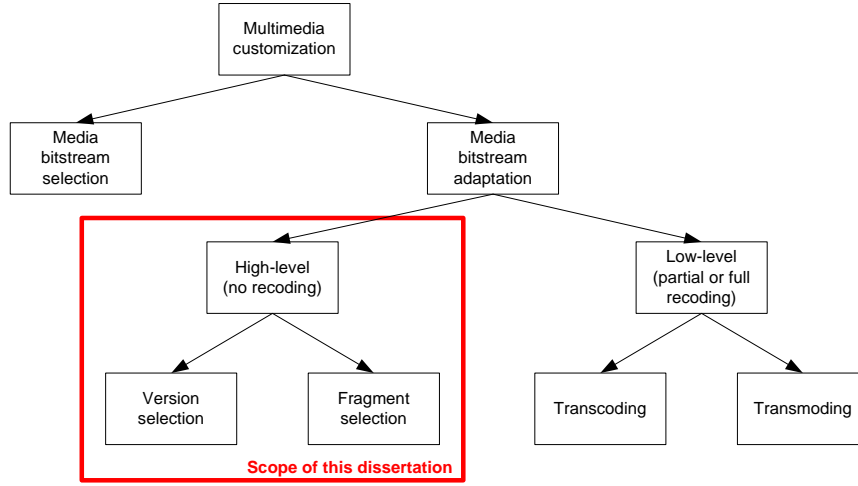 Multimedia
customization
Media
bitstream
selection
Media
bitstream
adaptation
High-level
(no recoding)
Low-level
(partial or full
recoding)
Version
selection
Fragment
selection
Transcoding
Transmoding
Scope of this dissertation